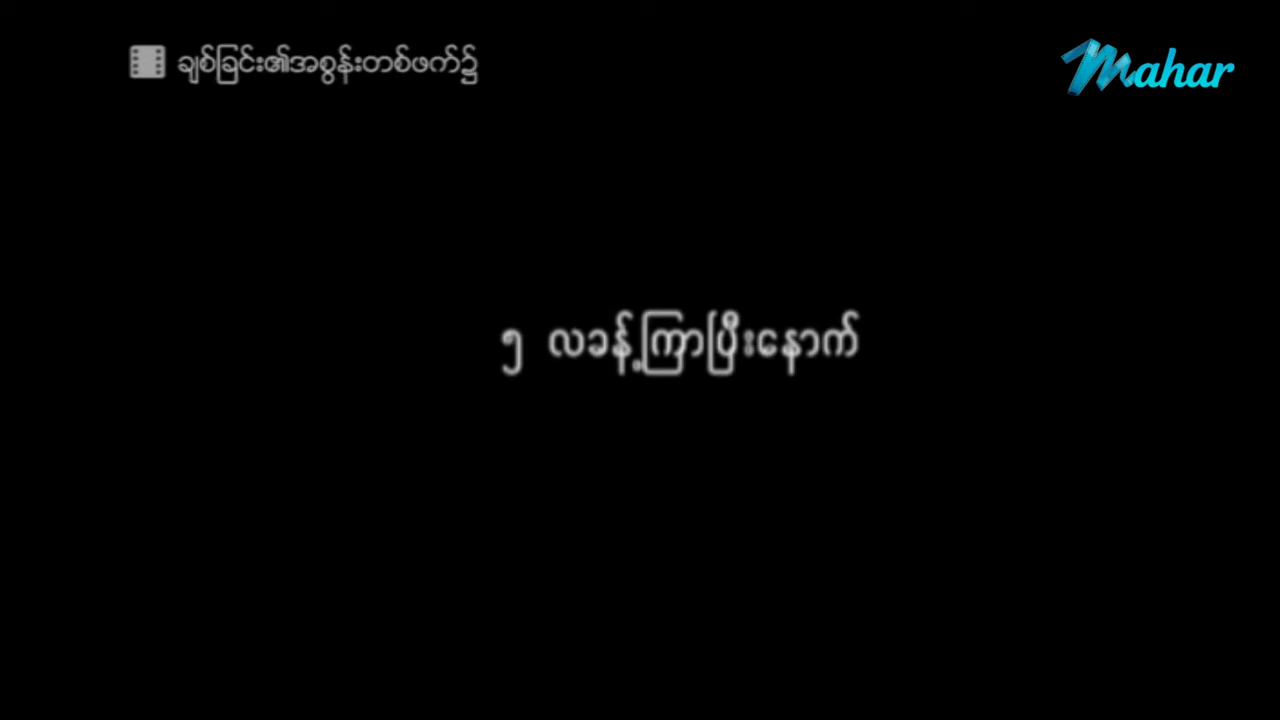 ချစ်ခြင်း၏အစွန်းတစ်ဖက်၌
Mahar
၅ လခန့်ကြာပြီးနောက်